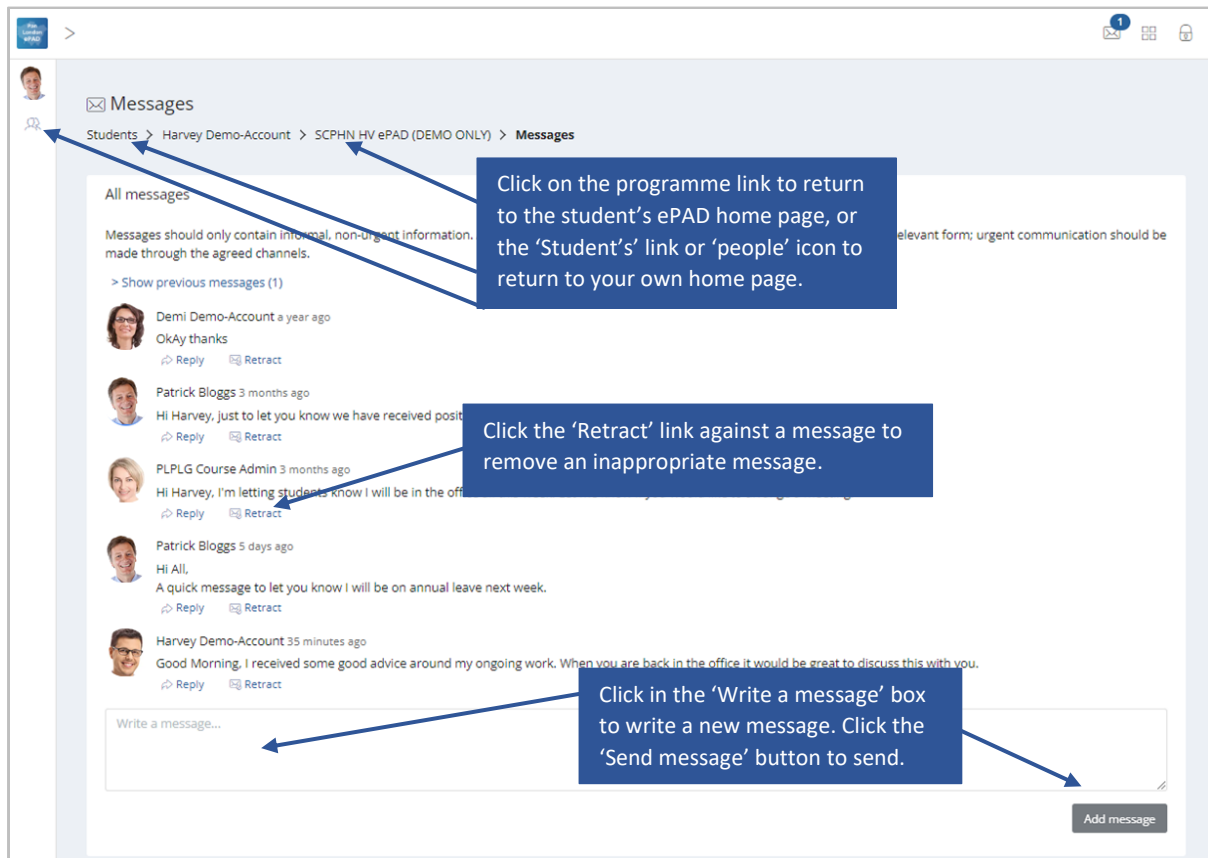 Pan
London
ePAD
>
1
Messages
Students > Harvey Demo-Account > SCPHN HV ePAD (DEMO ONLY) > Messages
Click on the programme link to return
to the student’s ePAD home page, or
the ‘Student’s’ link or ‘people’ icon to
return to your own home page.
All messages
Messages should only contain informal, non-urgent information. elevant form; urgent communication should be
made through the agreed channels.
> Show previous messages (1)
Demi Demo-Account a year ago
OkAy thanks
Reply Retract
Patrick Bloggs 3 months ago
Hi Harvey, just to let you know we have received posit
Reply Retract
Click the ‘Retract’ link against a message to
remove an inappropriate message.
PLPLG Course Admin 3 months ago
Hi Harvey, I'm letting students know I will be in the off
Reply Retract
Patrick Bloggs 5 days ago
Hi All,
A quick message to let you know I will be on annual leave next week.
Reply Retract
Harvey Demo-Account 35 minutes ago
Good Morning, I received some good advice around my ongoing work. When you are back in the office it would be great to discuss this with you.
Reply Retract
Click in the ‘Write a message’ box
to write a new message. Click the
‘Send message’ button to send.
Write a message...
Add message